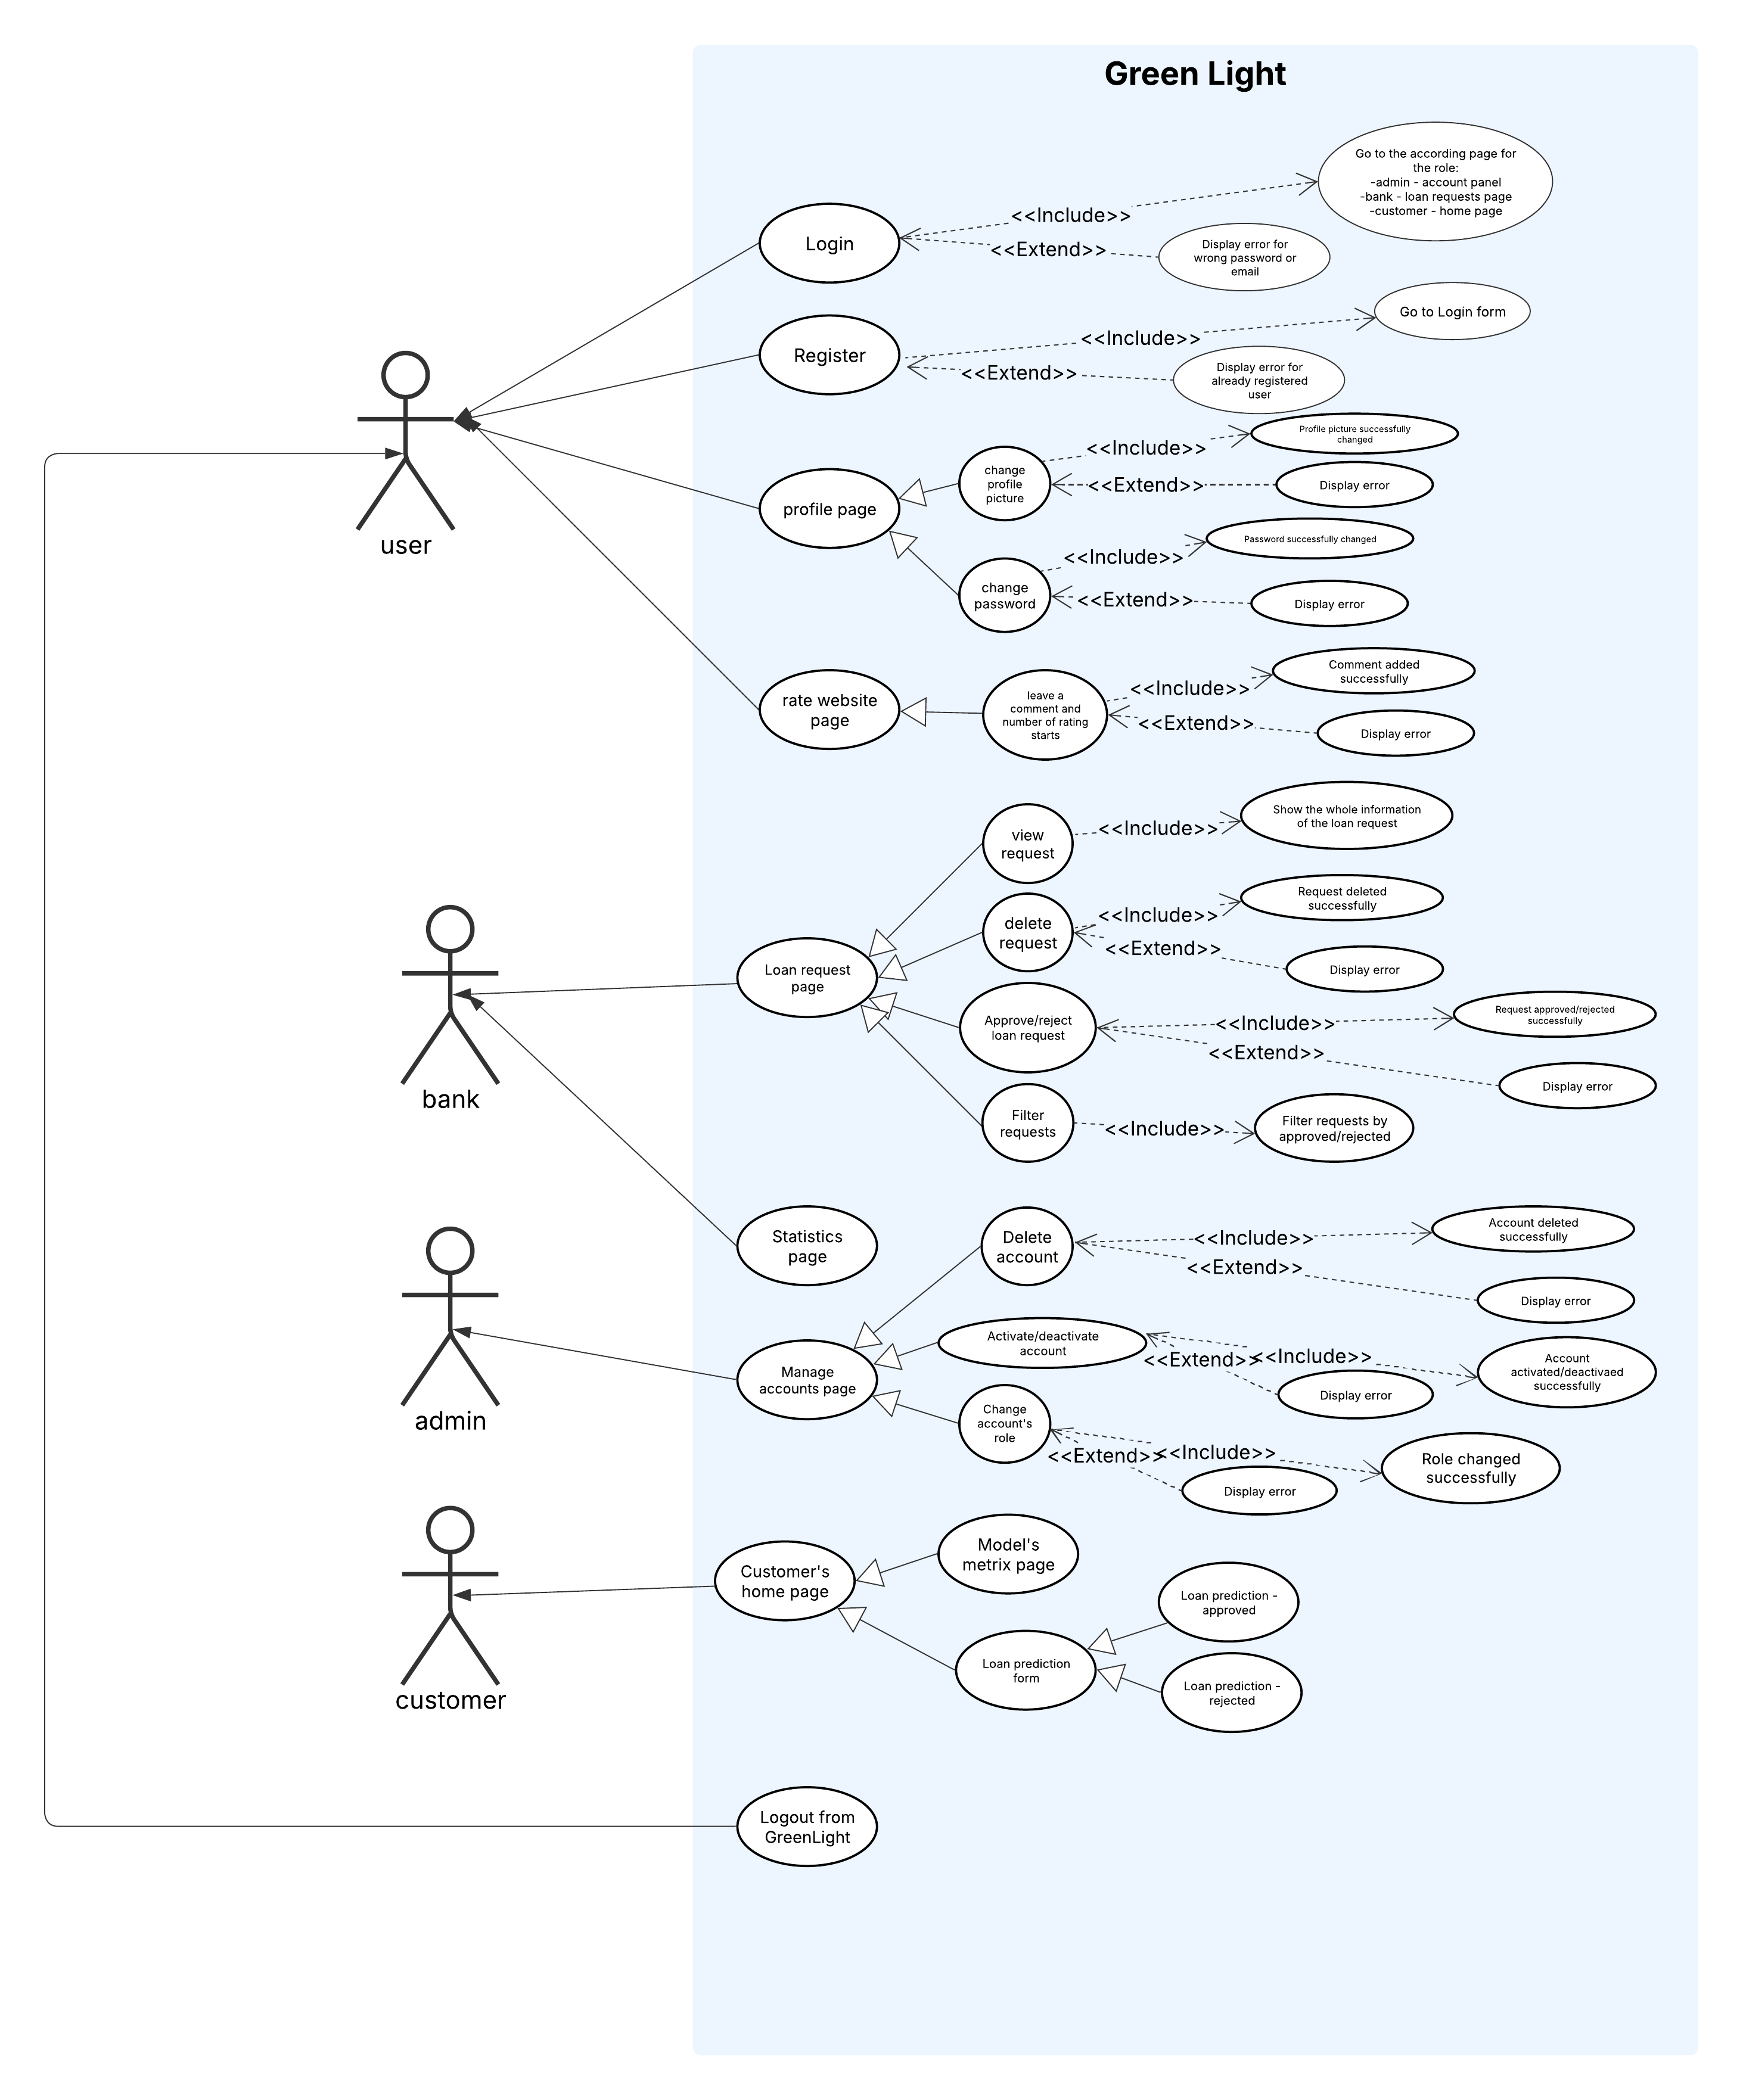 Green Light
Go to the according page for
the role:
-admin - account panel
-bank - loan requests page
-customer - home page
<<Include>>
Login
<<Extend>>
Display error for
wrong password or
email
Go to Login form
<<Include>>
Register
<<Extend>>
Display error for
already registered
user
Profile picture successfully
changed
<<Include>>
change
profile
picture
<<Extend>>
Display error
profile page
user
Password successfully changed
<<Include>>
change
password
<<Extend>>
Display error
Comment added
successfully
<<Include>>
rate website
page
leave a
comment and
number of rating
starts
<<Extend>>
Display error
view
request
<<Include>>
Show the whole information
of the loan request
Request deleted
successfully
<<Include>>
delete
request
<<Extend>>
Display error
Loan request
page
Approve/reject
loan request
<<Include>>
Request approved/rejected
successfully
<<Extend>>
Display error
bank
Filter
requests
<<Include>>
Filter requests by
approved/rejected
Statistics
page
Delete
account
<<Include>>
Account deleted
successfully
<<Extend>>
Display error
Activate/deactivate
account
<<Extend>>
<<Include>>
Account
activated/deactivaed
successfully
Display error
Manage
accounts page
admin
Change
account's
role
<<Extend>>
<<Include>>
Role changed
successfully
Display error
Model's
metrix page
Customer's
home page
Loan prediction -
approved
Loan prediction
form
Loan prediction -
rejected
customer
Logout from
GreenLight